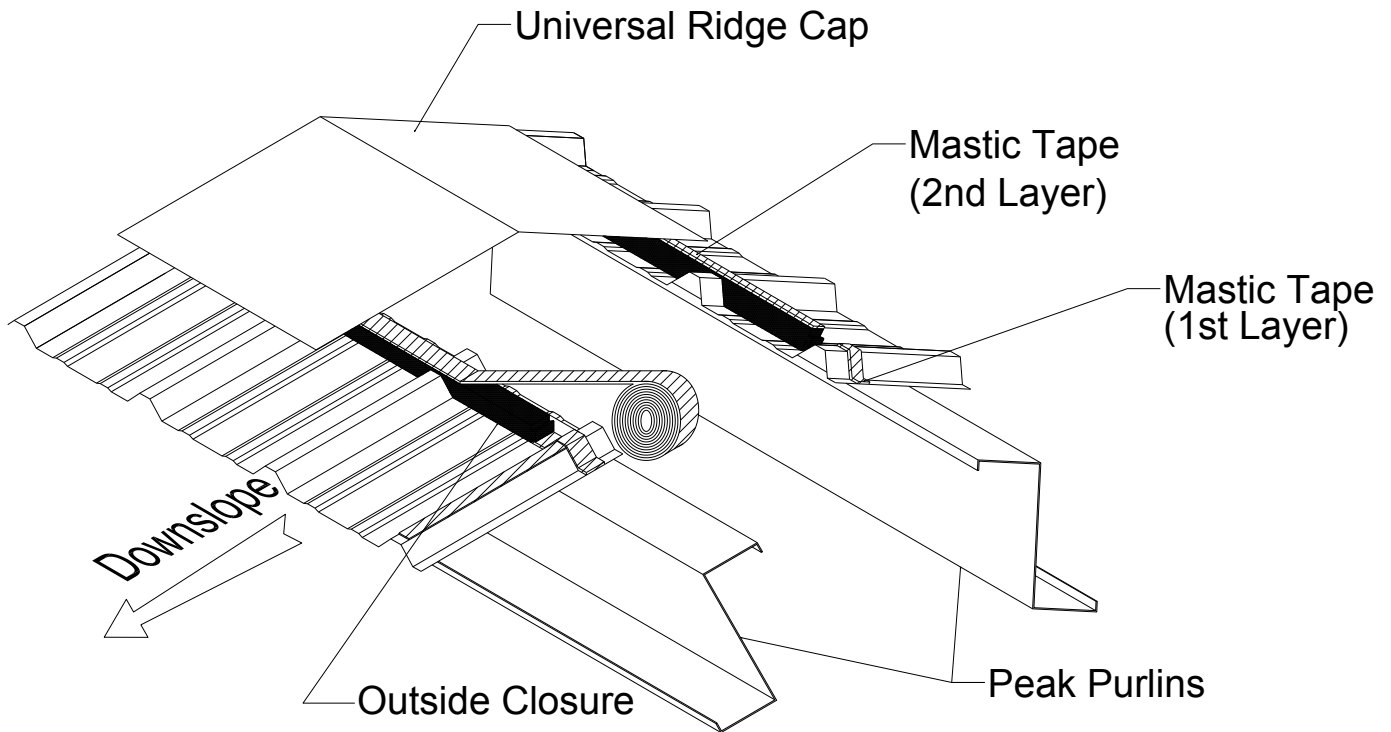 Universal Ridge Cap
Mastic Tape
(2nd Layer)
Mastic Tape
(1st Layer)
Downslope
Peak Purlins
Outside Closure